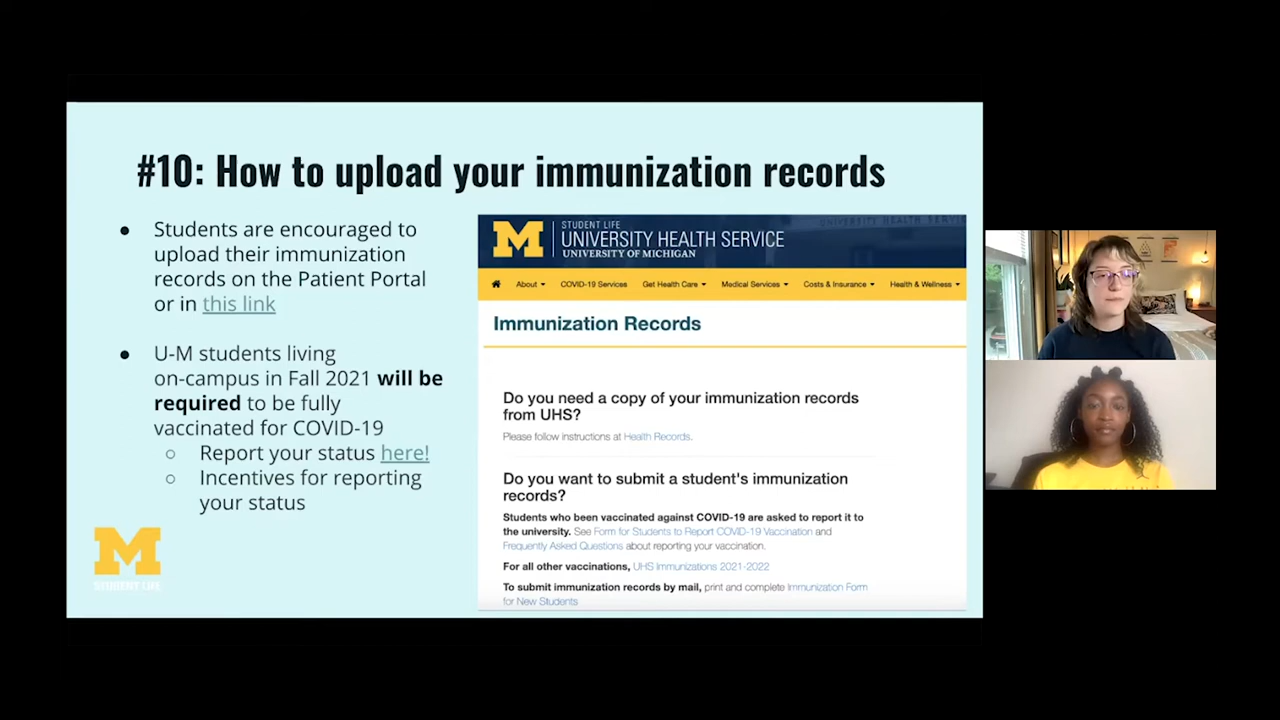 #10: How to upload your immunization records
Students are encouraged to
upload their immunization
records on the Patient Portal
or in this link
U-M students living
on-campus in Fall 2021 will be
required to be fully
vaccinated for COVID-19
Report your status here!
Incentives for reporting
your status
M
STUDENT LIFE
M
STUDENT LIFE
UNIVERSITY HEALTH SERVICE
UNIVERSITY OF MICHIGAN
UNIVERSITY HEALTH SERVICE
About COVID-19 Services Get Health Care Medical Services Costs & Insurance Health & Wellness
Immunization Records
Do you need a copy of your immunization records
from UHS?
Please follow instructions at Health Records.
Do you want to submit a student's immunization
records?
Students who been vaccinated against COVID-19 are asked to report it to
the university. See Form for Students to Report COVID-19 Vaccination and
Frequently Asked Questions about reporting your vaccination.
For all other vaccinations, UHS Immunizations 2021-2022
To submit immunization records by mail, print and complete Immunization Form
for New Students